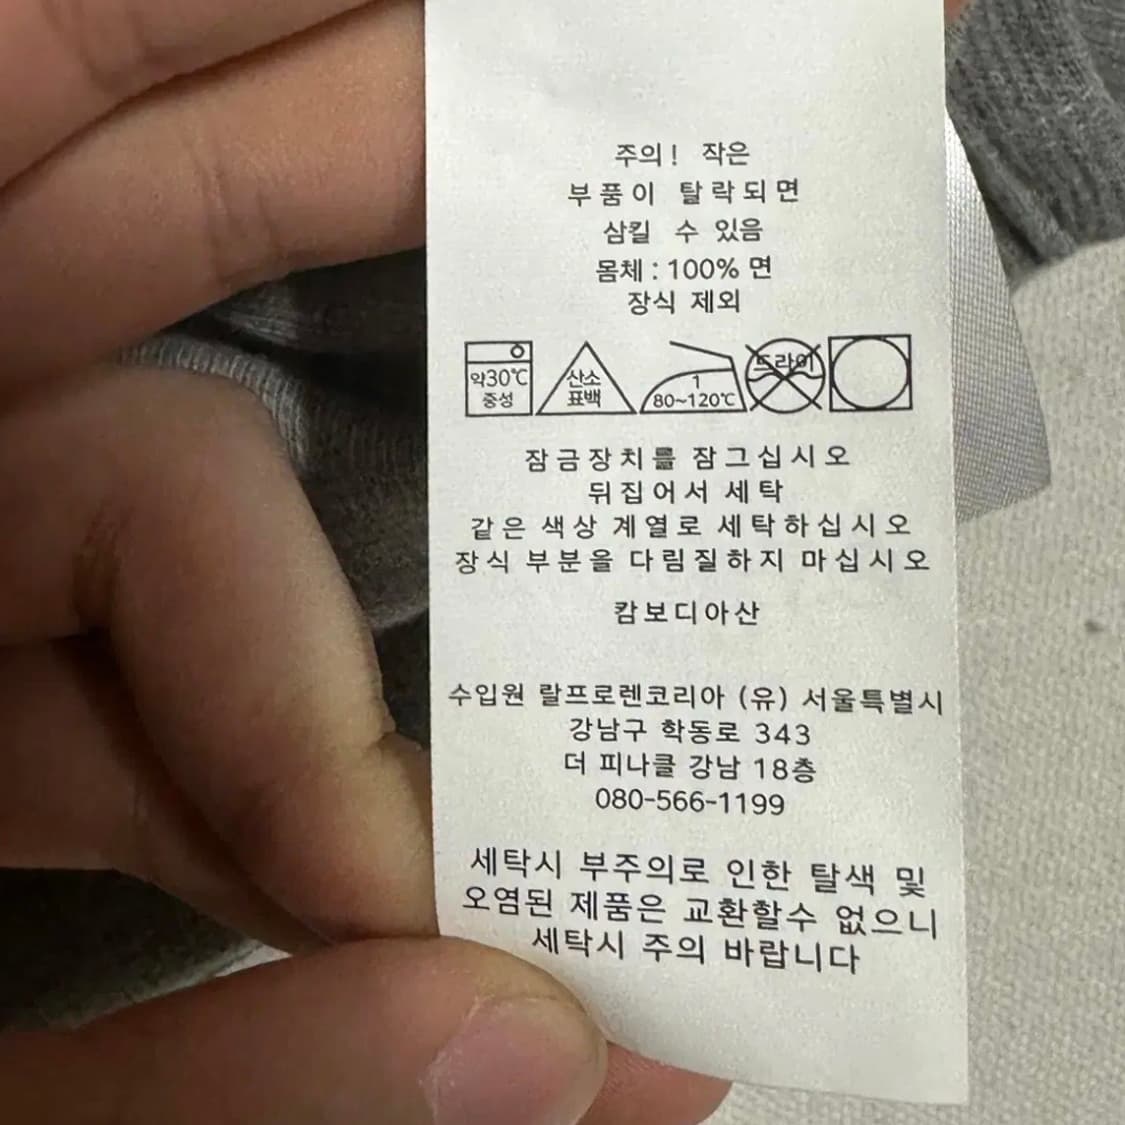 주의! 작은
부품이 탈락되면
삼킬 수 있음
몸체 : 100% 면
장식 제외
약30℃
중성
산소
표백
1
80~120℃
드라이
잠금장치를 잠그십시오
뒤집어서 세탁
같은 색상 계열로 세탁하십시오
장식 부분을 다림질하지 마십시오
캄보디아산
수입원 랄프로렌코리아 (유) 서울특별시
강남구 학동로 343
더 피나클 강남 18층
080-566-1199
세탁시 부주의로 인한 탈색 및
오염된 제품은 교환할수 없으니
세탁시 주의 바랍니다